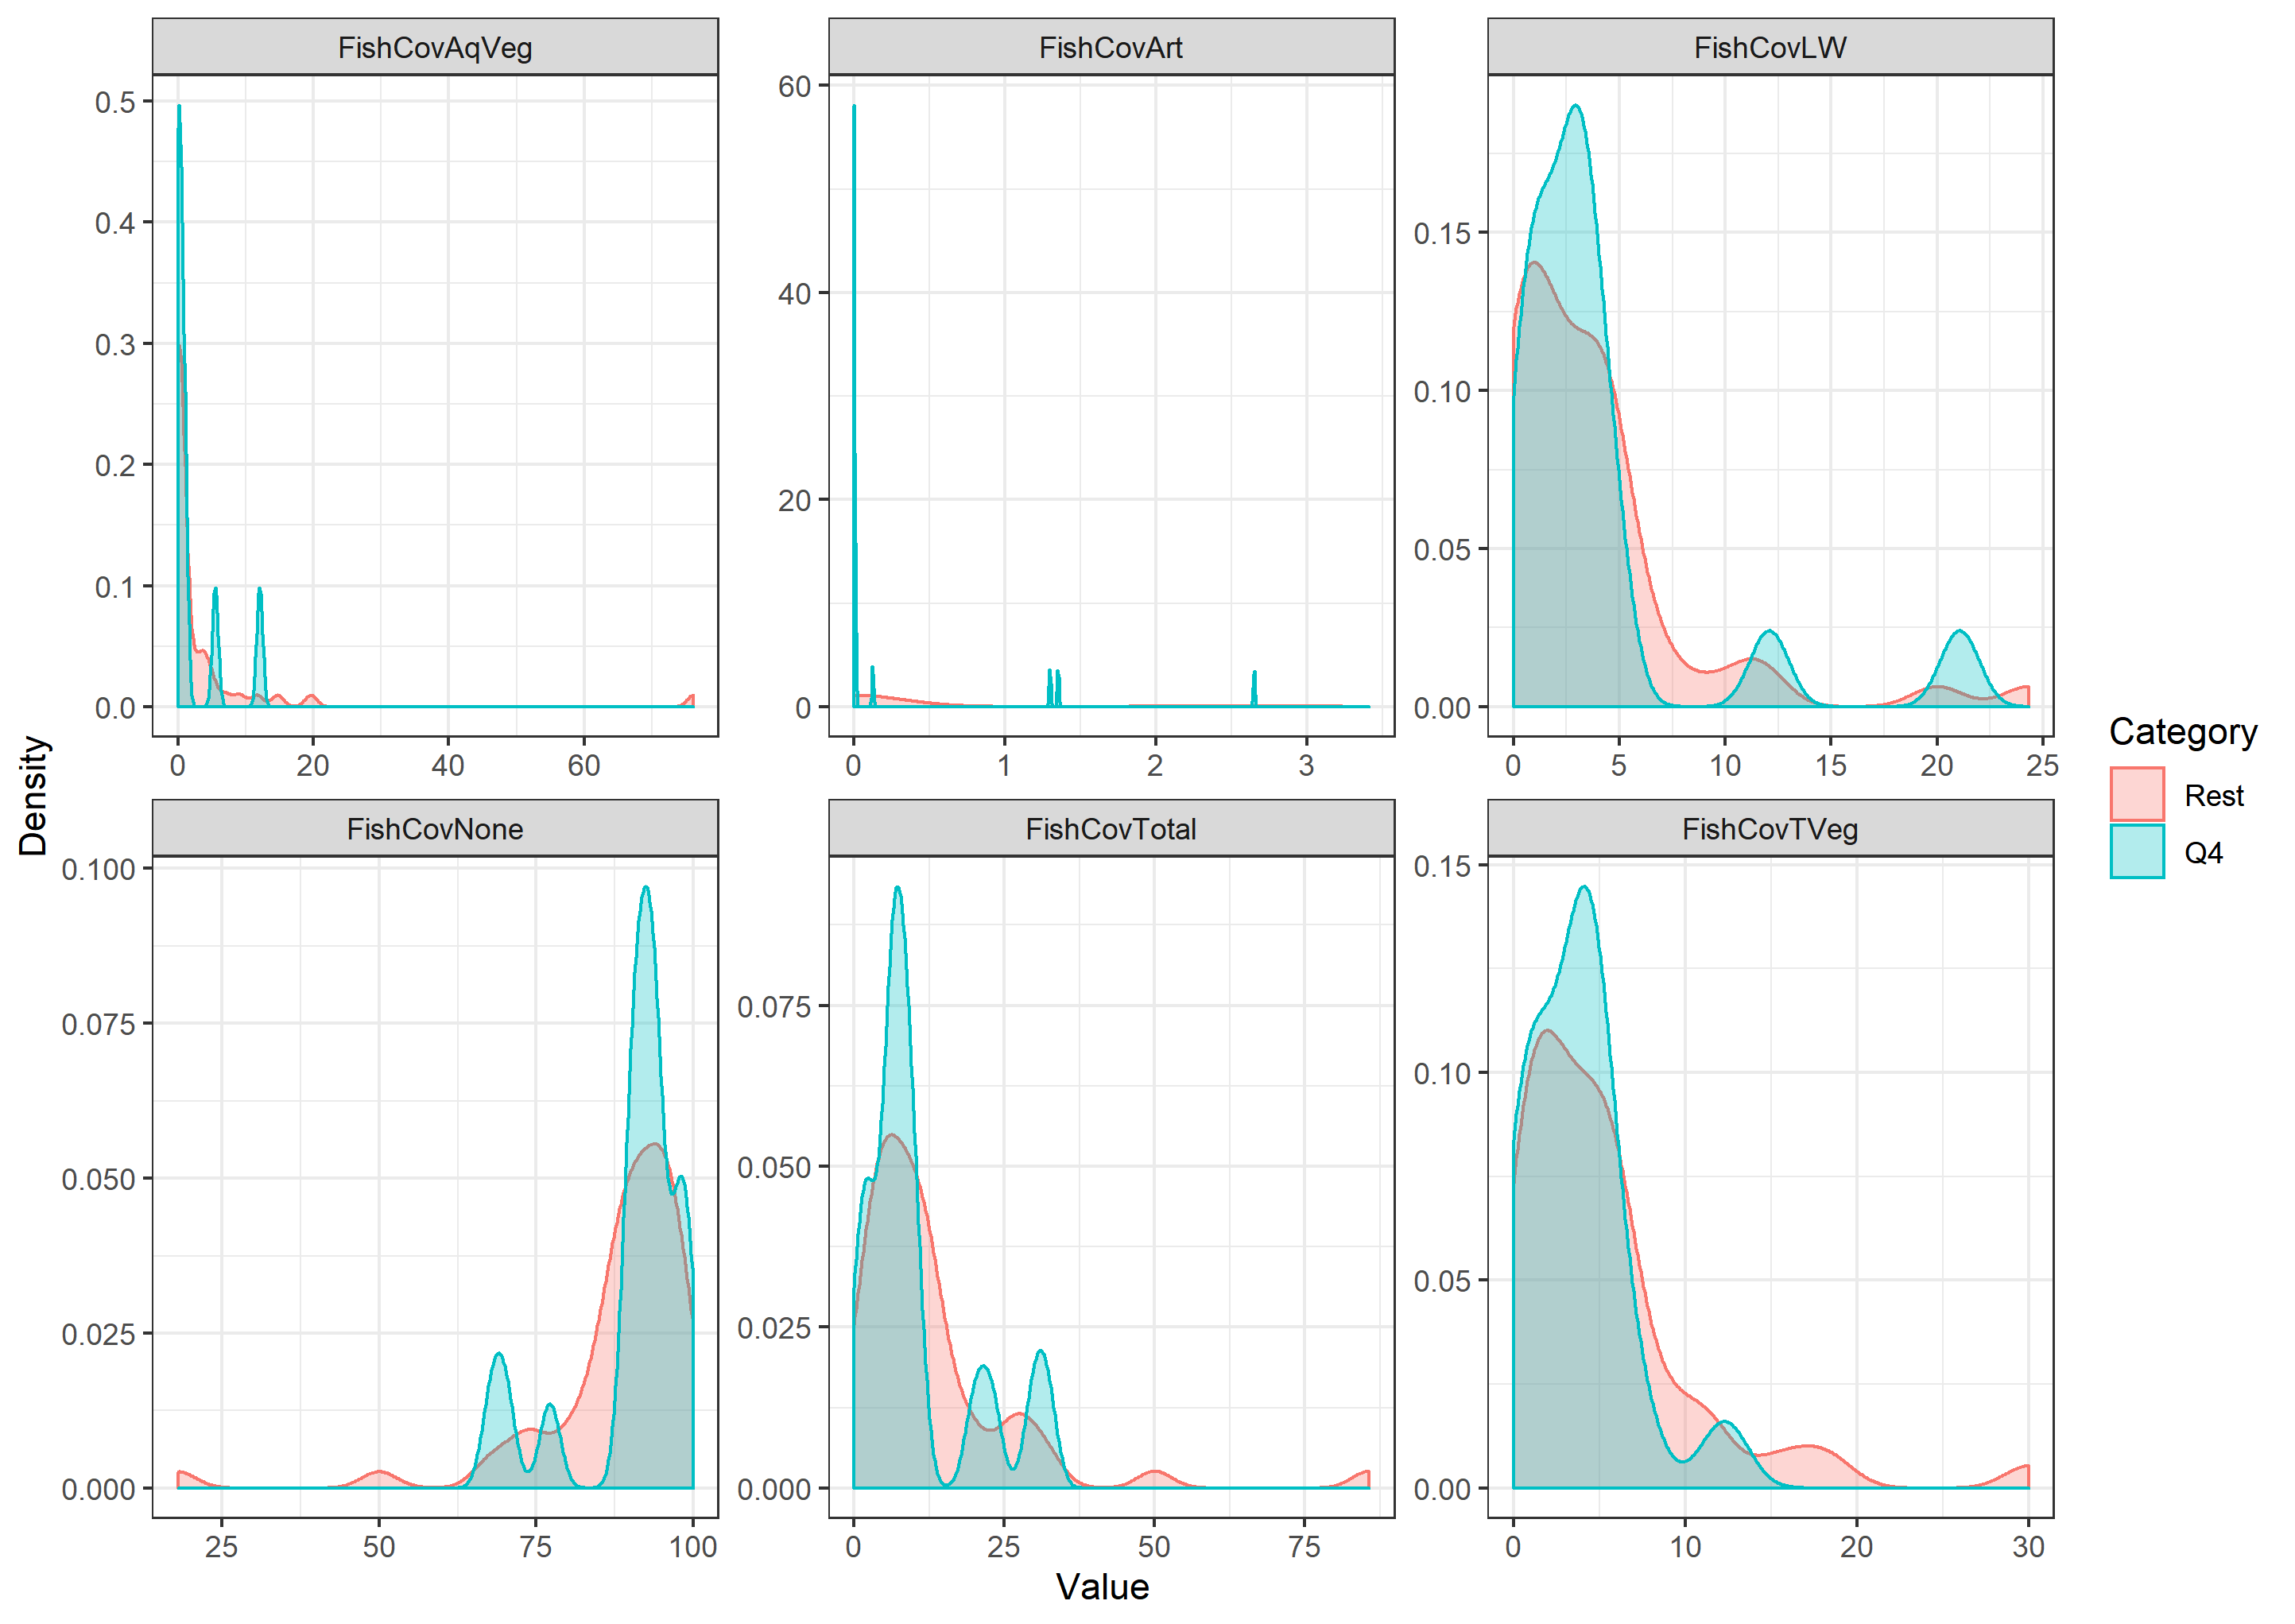 FishCovAqVeg
FishCovArt
FishCovLW
0.5
0.4
0.3
0.2
0.1
0.0
0 20 40 60
60
40
20
0
0 1 2 3
0.15
0.10
0.05
0.00
0 5 10 15 20 25
FishCovNone
FishCovTotal
FishCovTVeg
0.100
0.075
0.050
0.025
0.000
25 50 75 100
0.075
0.050
0.025
0.000
0 25 50 75
0.15
0.10
0.05
0.00
0 10 20 30
Density
Value
Category
Rest
Q4